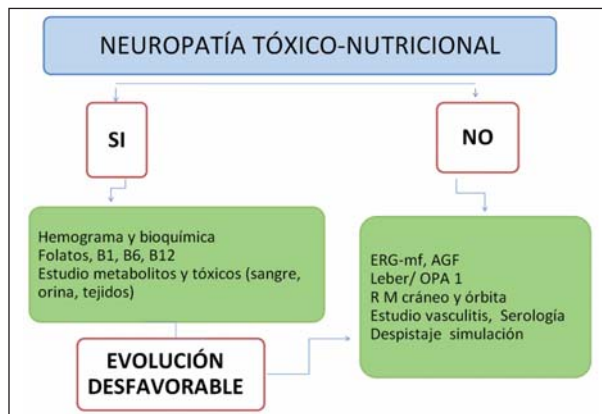 NEUROPATÍA TÓXICO-NUTRICIONAL
SI
NO
Hemograma y bioquímica
Folatos, B1, B6, B12
Estudio metabolitos y tóxicos (sangre,
orina, tejidos)
ERG-mf, AGF
Leber/ OPA 1
R M cráneo y órbita
Estudio vasculitis, Serología
Despistaje simulación
EVOLUCIÓN
DESFAVORABLE